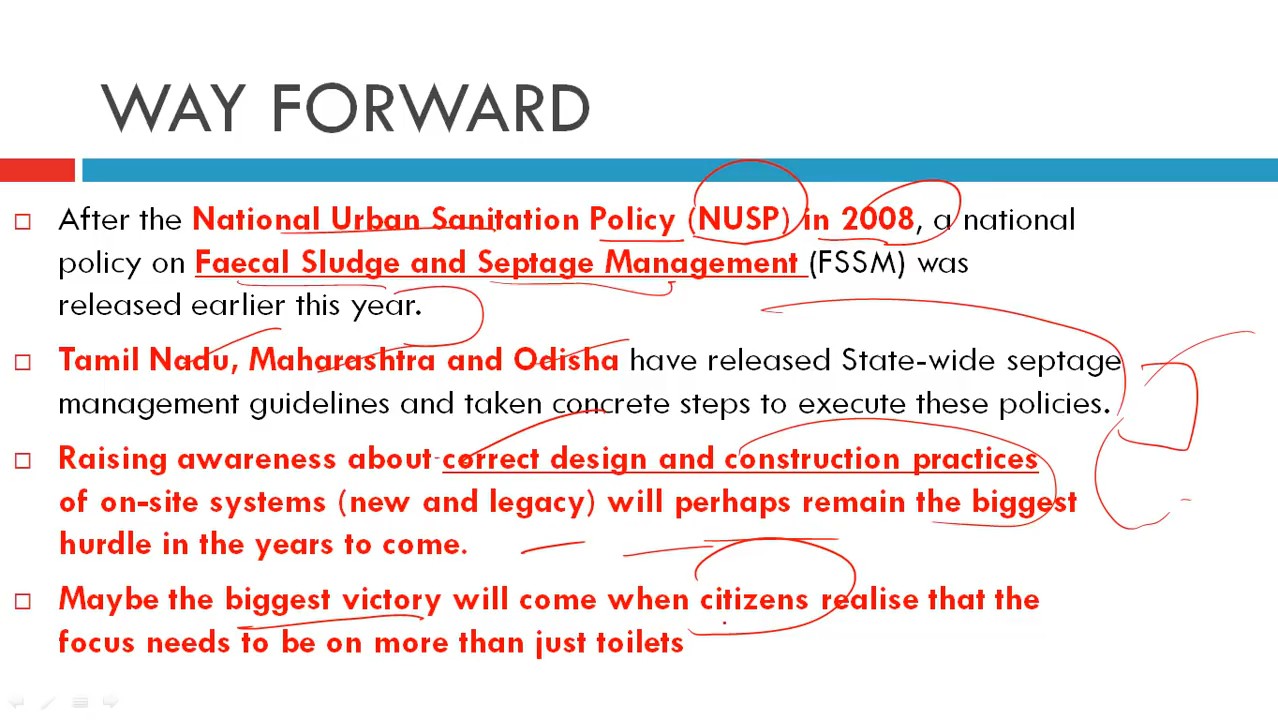 WAY FORWARD
After the National Urban Sanitation Policy (NUSP) in 2008, a national
policy on Faecal Sludge and Septage Management (FSSM) was
released earlier this year.
Tamil Nadu, Maharashtra and Odisha have released State-wide septage
management guidelines and taken concrete steps to execute these policies.
Raising awareness about correct design and construction practices
of on-site systems (new and legacy) will perhaps remain the biggest
hurdle in the years to come.
Maybe the biggest victory will come when citizens realise that the
focus needs to be on more than just toilets